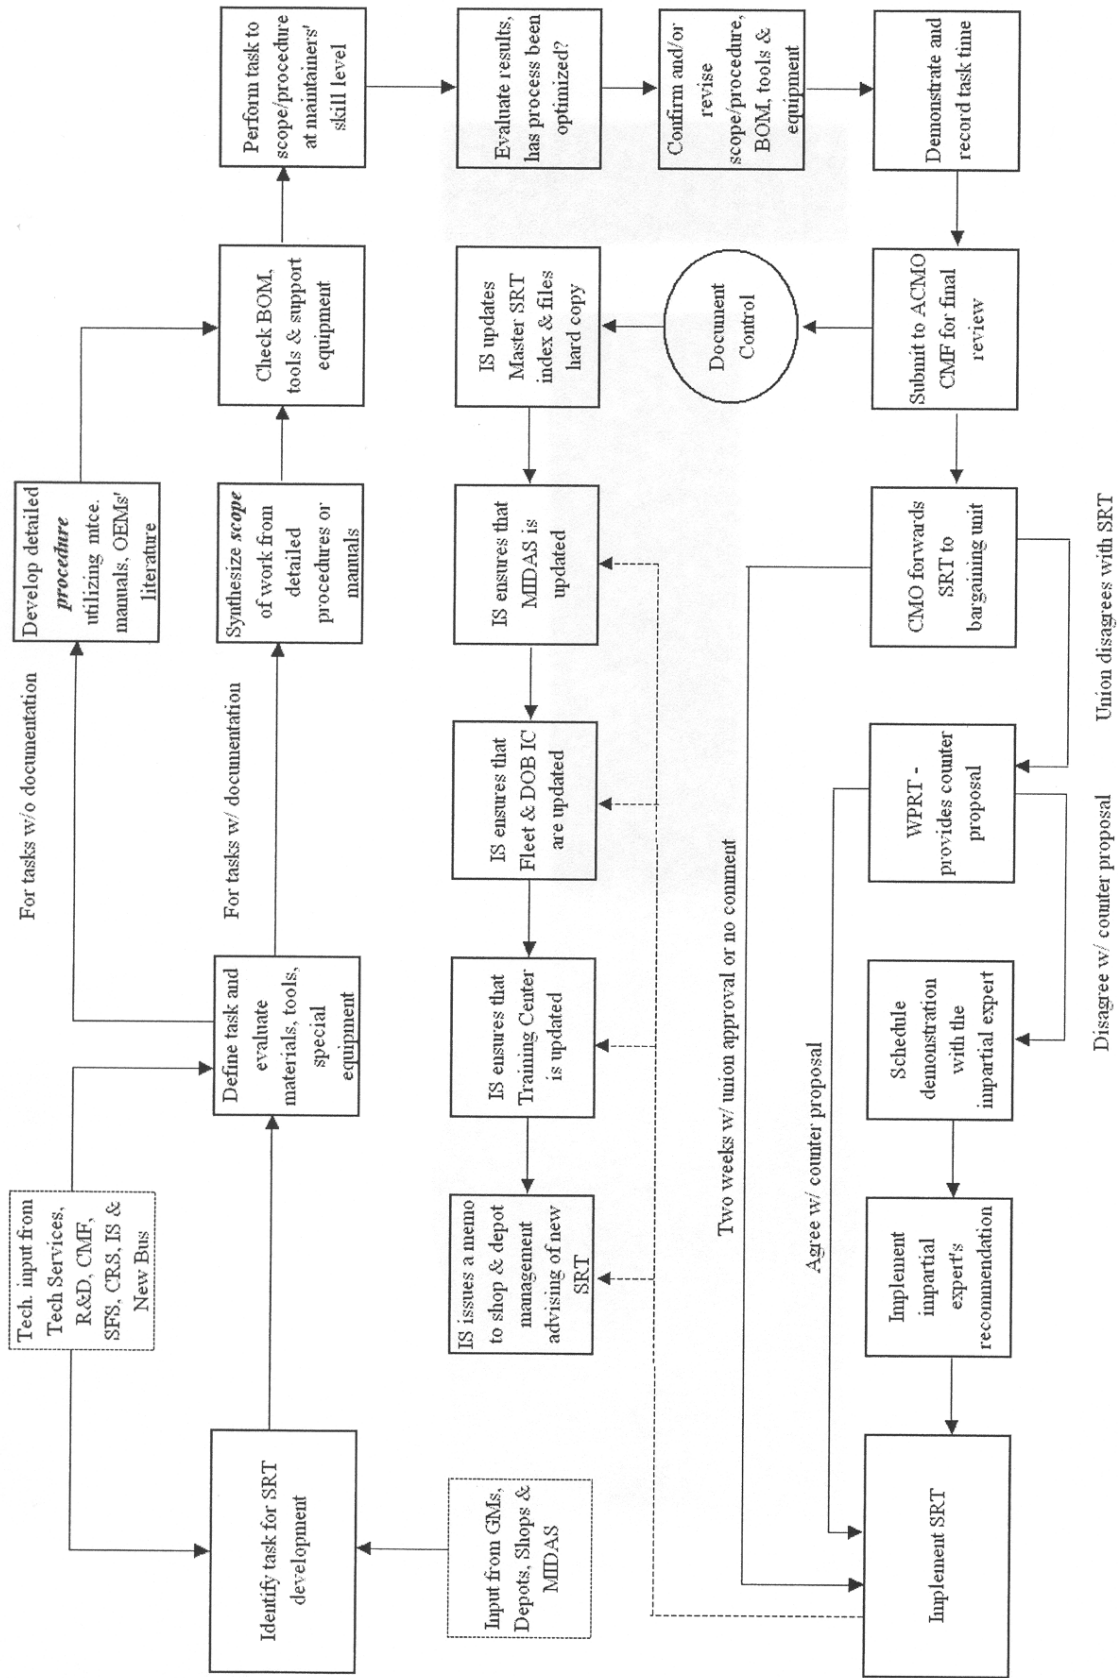 Tech. input from
Tech Services,
R&D, CMF,
SFS, CRS, IS &
New Bus
For tasks w/o documentation
Develop detailed
procedure
utilizing mtce.
manuals, OEMs'
literature
Identify task for SRT
development
Define task and
evaluate
materials, tools,
special
equipment
For tasks w/ documentation
Synthesize scope
of work from
detailed
procedures or
manuals
Check BOM,
tools & support
equipment
Perform task to
scope/procedure
at maintainers'
skill level
Input from GMs,
Depots, Shops &
MIDAS
IS issues a memo
to shop & depot
management
advising of new
SRT
IS ensures that
Training Center
is updated
IS ensures that
Fleet & DOB IC
are updated
IS ensures that
MIDAS is
updated
IS updates
Master SRT
index & files
hard copy
Evaluate results,
has process been
optimized?
Document
Control
Confirm and/or
revise
scope/procedure,
BOM, tools &
equipment
Two weeks w/ union approval or no comment
Agree w/ counter proposal
Implement SRT
Implement
impartial
expert's
recommendation
Schedule
demonstration
with the
impartial expert
WPRT -
provides counter
proposal
CMO forwards
SRT to
bargaining unit
Submit to ACMO
CMF for final
review
Demonstrate and
record task time
Disagree w/ counter proposal
Union disagrees with SRT